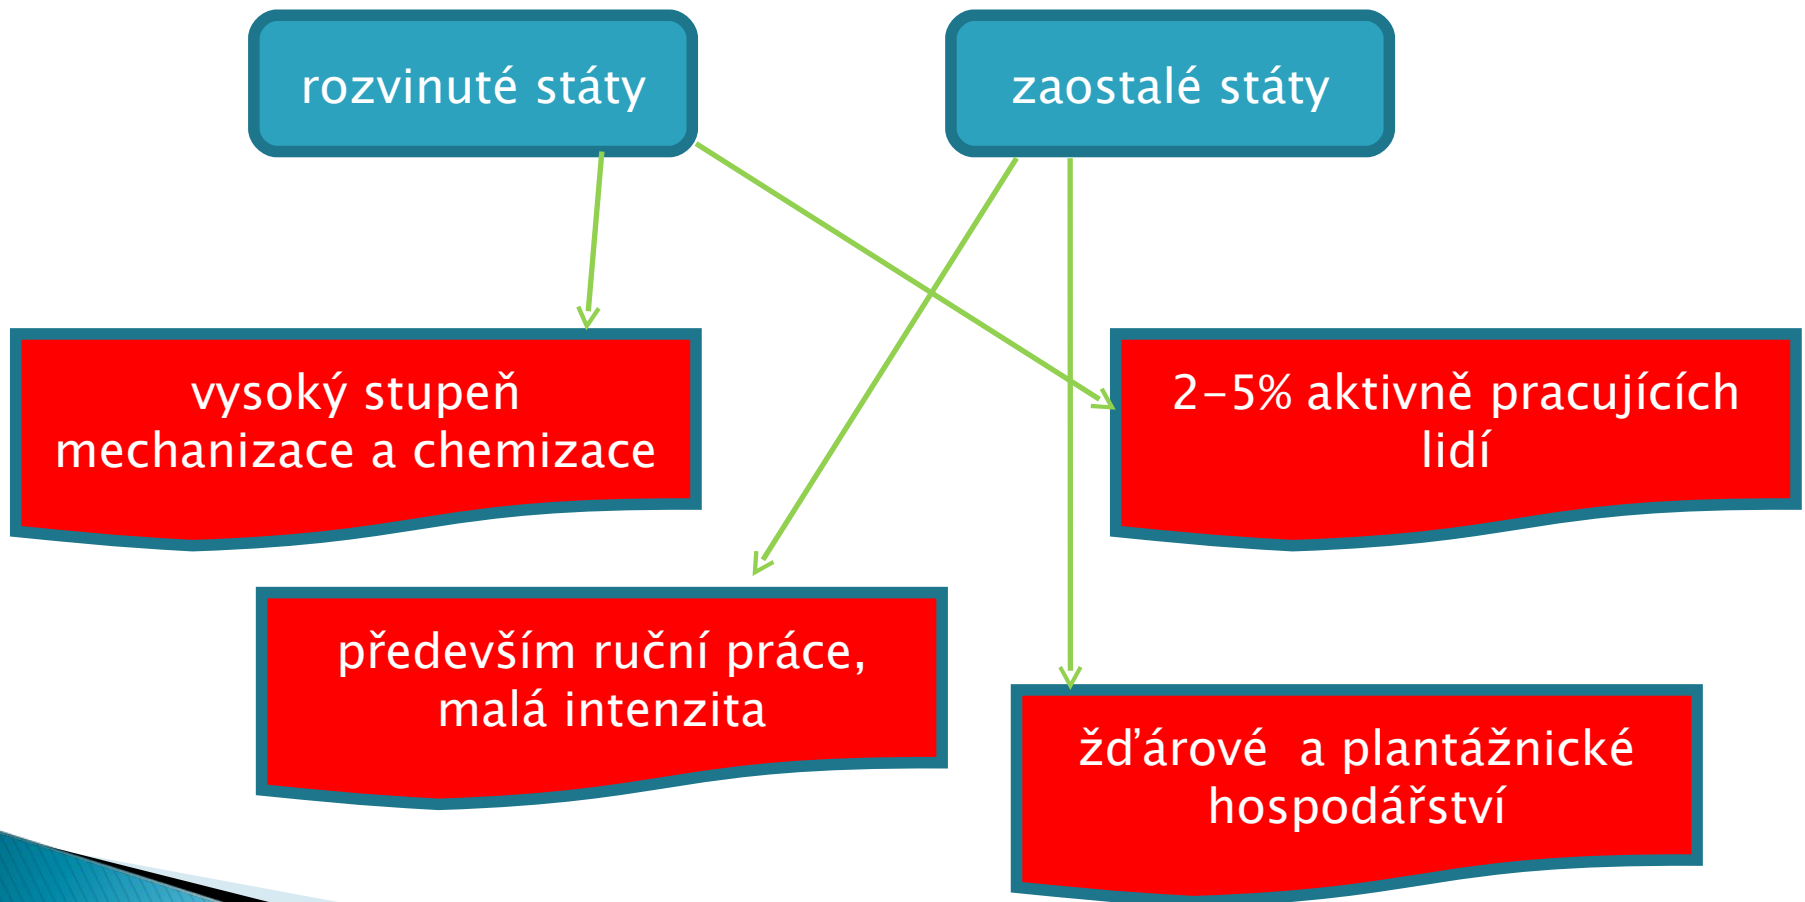 rozvinuté státy
zaostalé státy
vysoký stupeň
mechanizace a chemizace
2-5% aktivně pracujících
lidí
především ruční práce,
malá intenzita
žďárové  a plantážnické
hospodářství